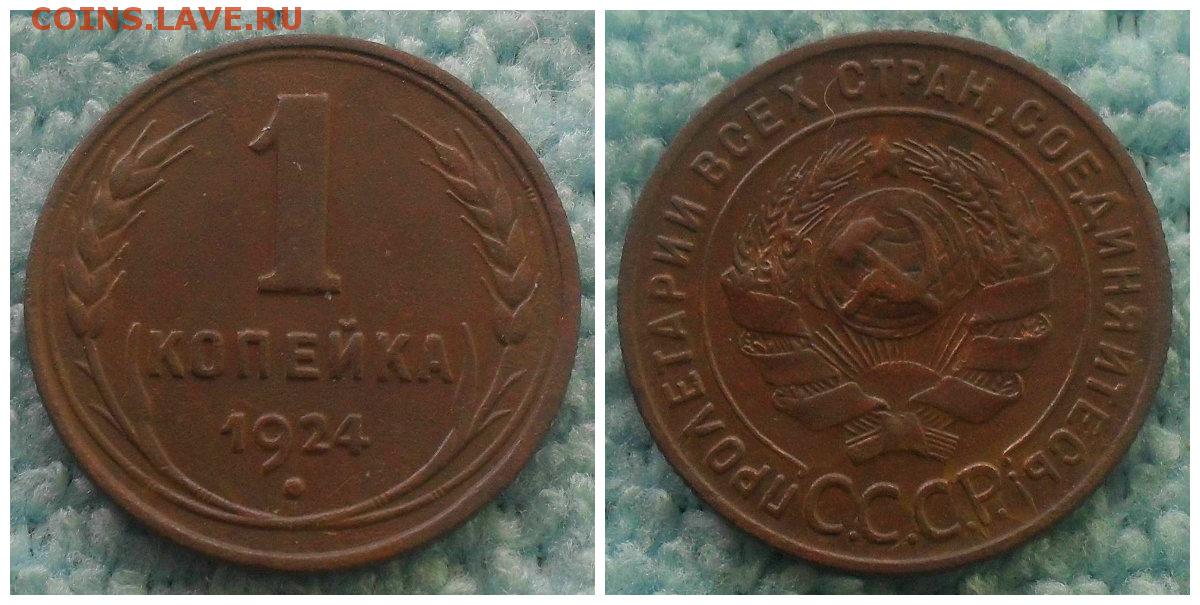 COINS.LAVE.RU
1
КОПЕЙКА
1924
ПРОЛЕТАРИИ ВСЕХ СТРАН, СОЕДИНЯЙТЕСЬ!
С.С.С.Р.